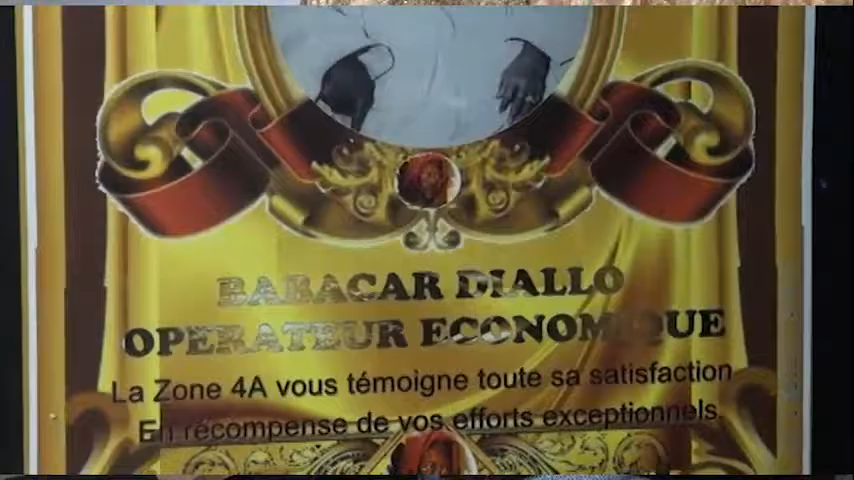 BABACAR DIALLO
OPERATEUR ECONOMIQUE
La Zone 4A vous témoigne toute sa satisfaction
En récompense de vos efforts exceptionnels.